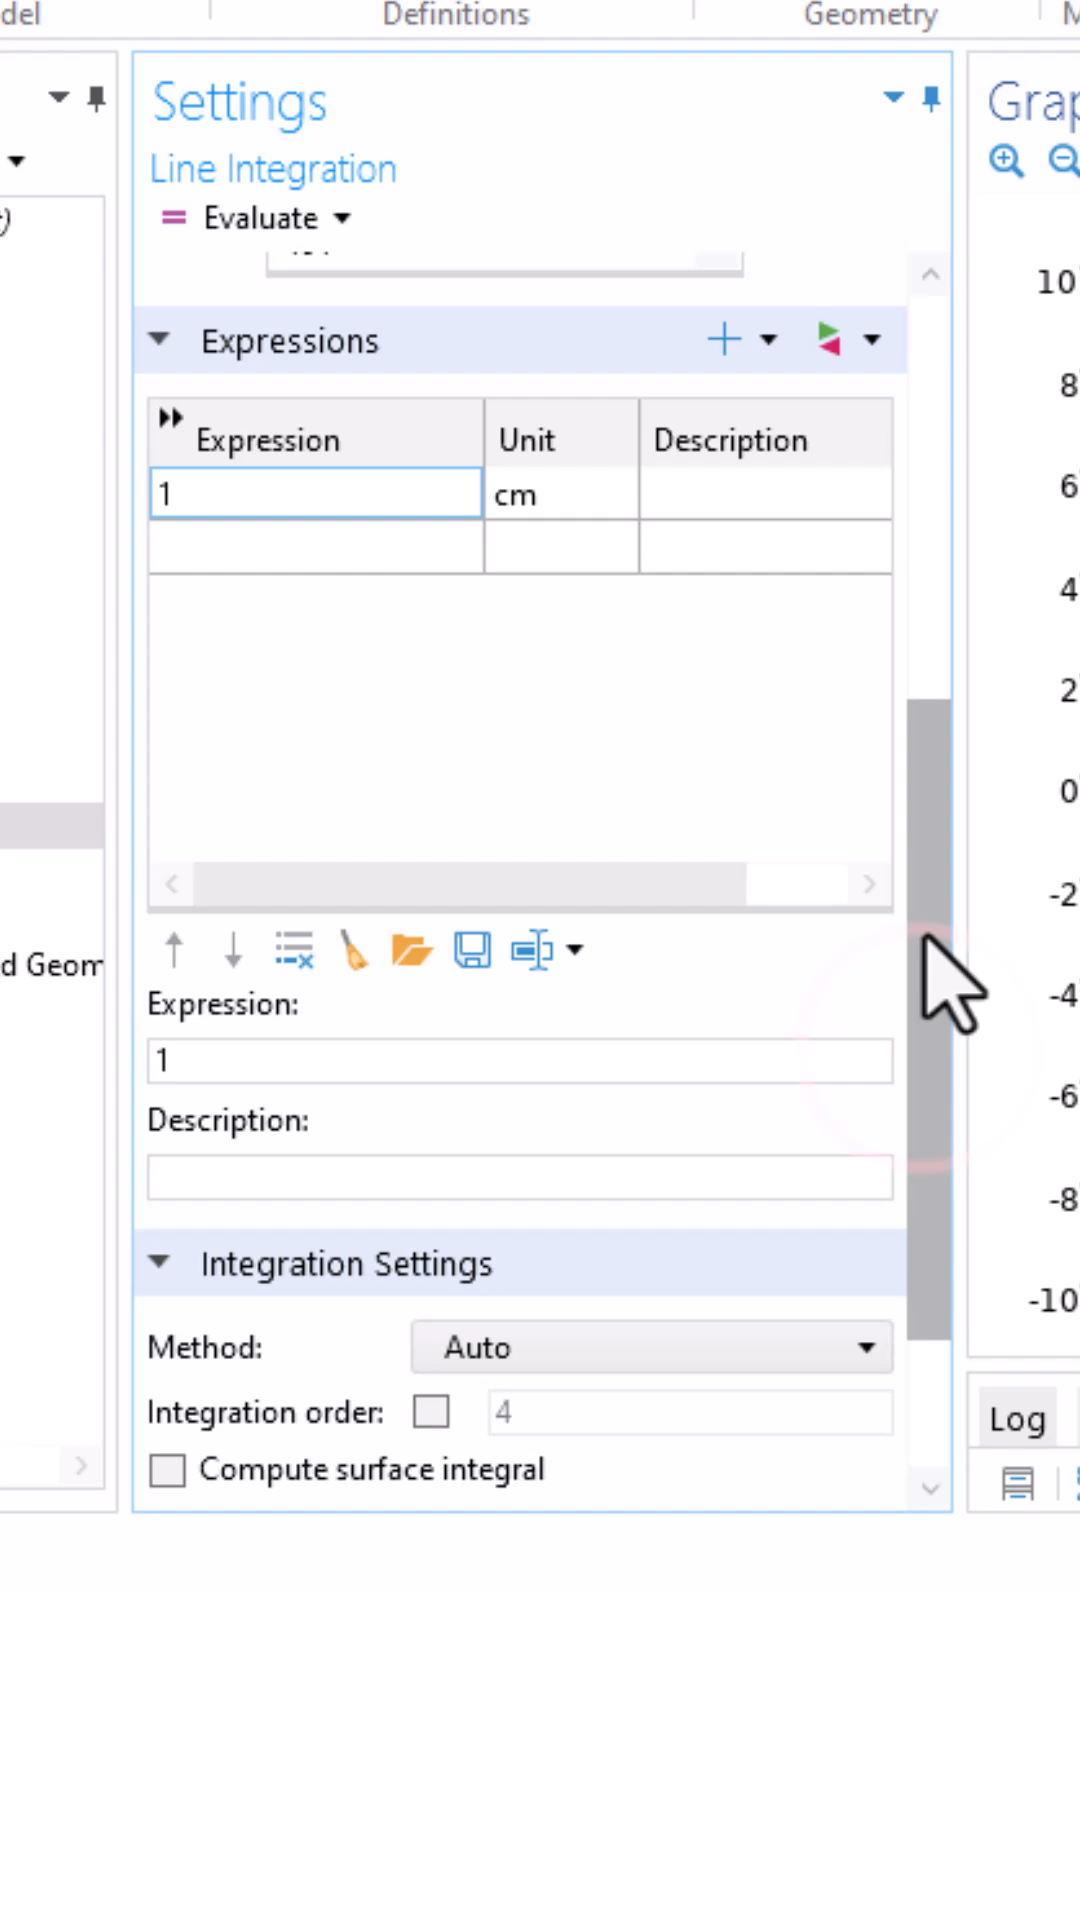 del
Definitions
Geometry
Settings
Line Integration
Evaluate
Expressions
Expression Unit Description
1 cm
Expression:
1
Description:
Integration Settings
Method: Auto
Integration order: 4
Compute surface integral
)
d Geom
Grap
10
8
6
4
2
0
-2
-4
-6
-8
-10
Log